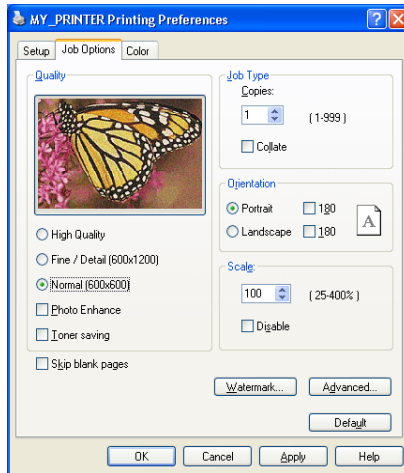 MY_PRINTER Printing Preferences
Setup
Job Options
Color
Quality
High Quality
Fine / Detail (600x1200)
Normal (600x600)
Photo Enhance
Toner saving
Skip blank pages
Job Type
Copies:
1
(1-999)
Collate
Orientation
Portrait
180
Landscape
180
A
Scale:
100
(25-400%)
Disable
Watermark...
Advanced...
Default
OK
Cancel
Apply
Help